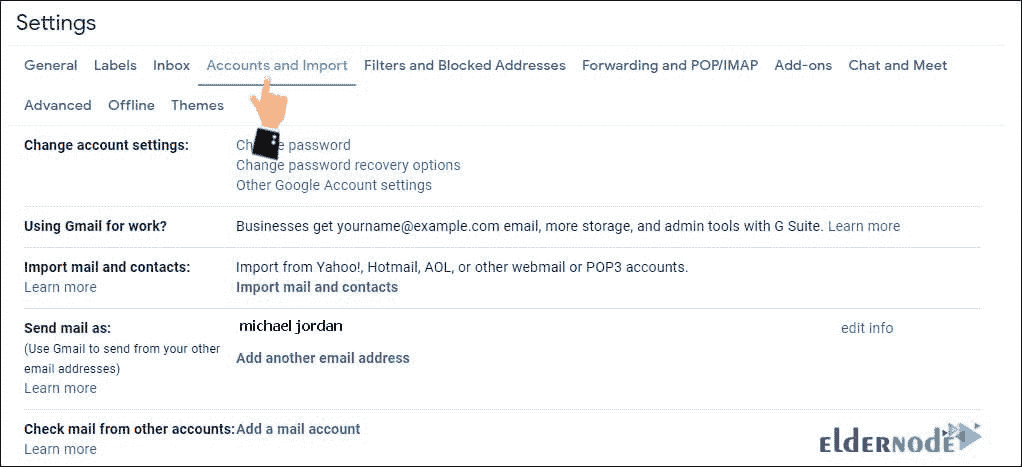 Settings
General Labels Inbox Accounts and Import Filters and Blocked Addresses Forwarding and POP/IMAP Add-ons Chat and Meet
Advanced Offline Themes
Change account settings: Change password
Change password recovery options
Other Google Account settings
Using Gmail for work? Businesses get yourname@example.com email, more storage, and admin tools with G Suite. Learn more
Import mail and contacts: Import from Yahoo!, Hotmail, AOL, or other webmail or POP3 accounts.
Learn more Import mail and contacts
Send mail as: michael jordan edit info
(Use Gmail to send from your other
email addresses) Add another email address
Learn more
Check mail from other accounts: Add a mail account
Learn more
ELDERNODE